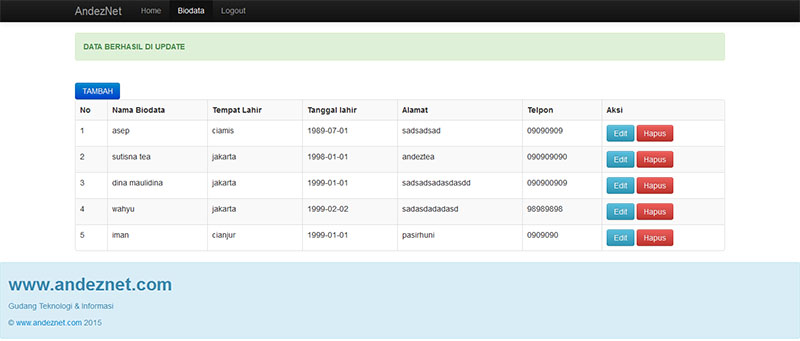 AndezNet Home Biodata Logout
DATA BERHASIL DI UPDATE
TAMBAH
No Nama Biodata Tempat Lahir Tanggal lahir Alamat Telpon Aksi
1 asep ciamis 1989-07-01 sadsadsad 09090909 Edit Hapus
2 sutisna tea jakarta 1998-01-01 andeztea 090909090 Edit Hapus
3 dina maulidina jakarta 1999-01-01 sadsadsadasdasdd 090900909 Edit Hapus
4 wahyu jakarta 1999-02-02 sadasdadadasd 98989898 Edit Hapus
5 iman cianjur 1999-01-01 pasirhuni 0909090 Edit Hapus
www.andeznet.com
Gudang Teknologi & Informasi
© www.andeznet.com 2015